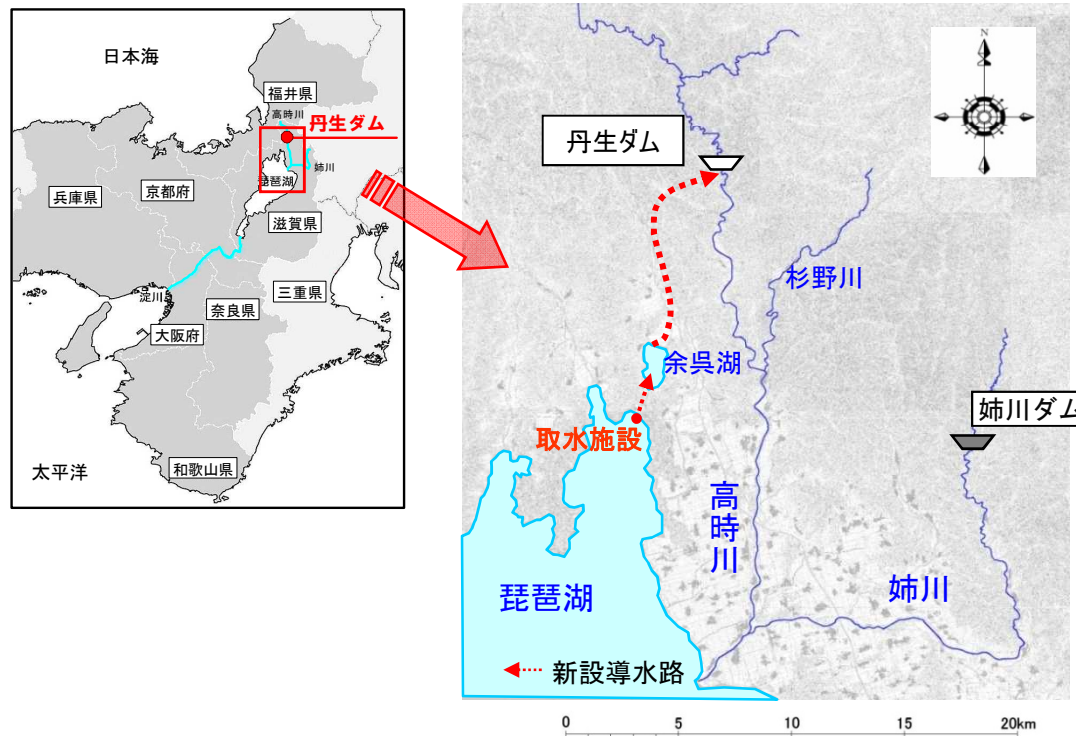 日本海
福井県
高時川
丹生ダム
姉川
琵琶湖
京都府
兵庫県
滋賀県
淀川
奈良県
三重県
大阪府
太平洋
和歌山県
N
丹生ダム
杉野川
余呉湖
姉川ダム
取水施設
高時川
姉川
琵琶湖
新設導水路
0 5 10 15 20km